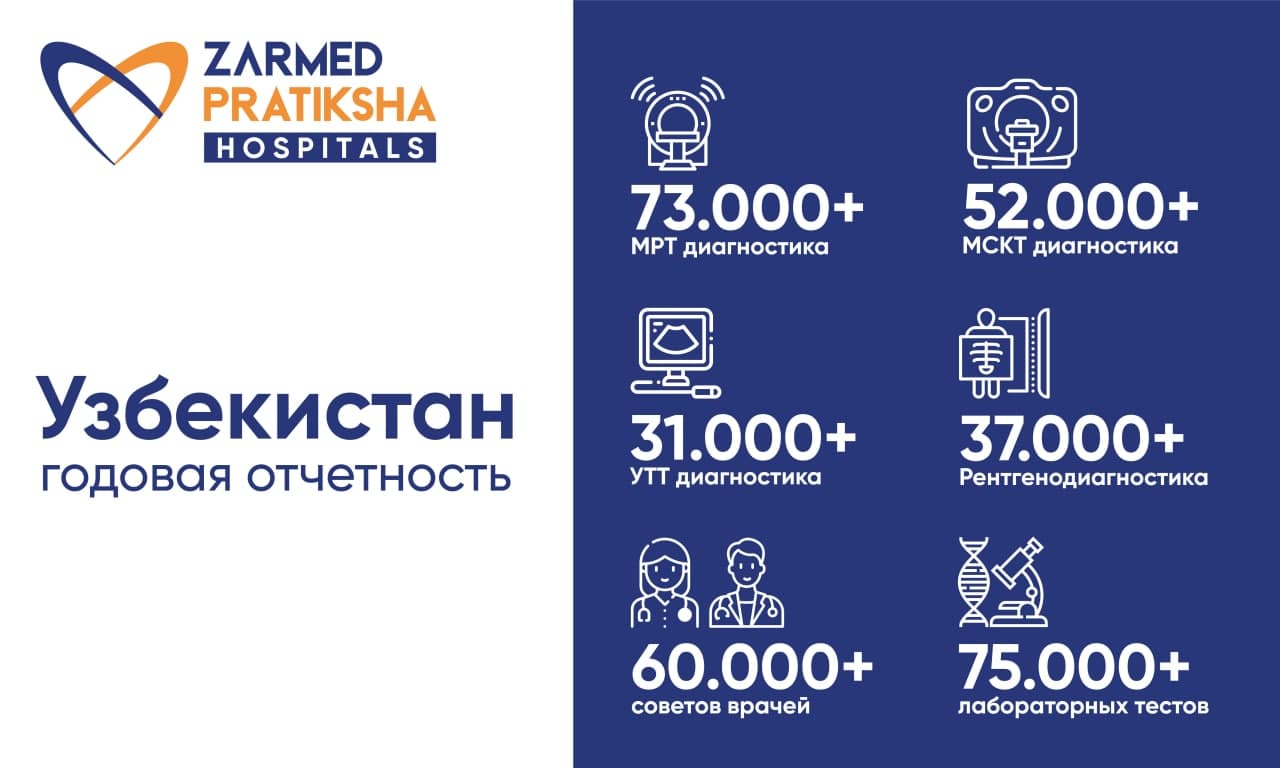 ZARMED
PRATIKSHA
HOSPITALS
Узбекистан
годовая отчетность
73.000+
МРТ диагностика
52.000+
МСКТ диагностика
31.000+
УТТ диагностика
37.000+
Рентгенодиагностика
60.000+
советов врачей
75.000+
лабораторных тестов